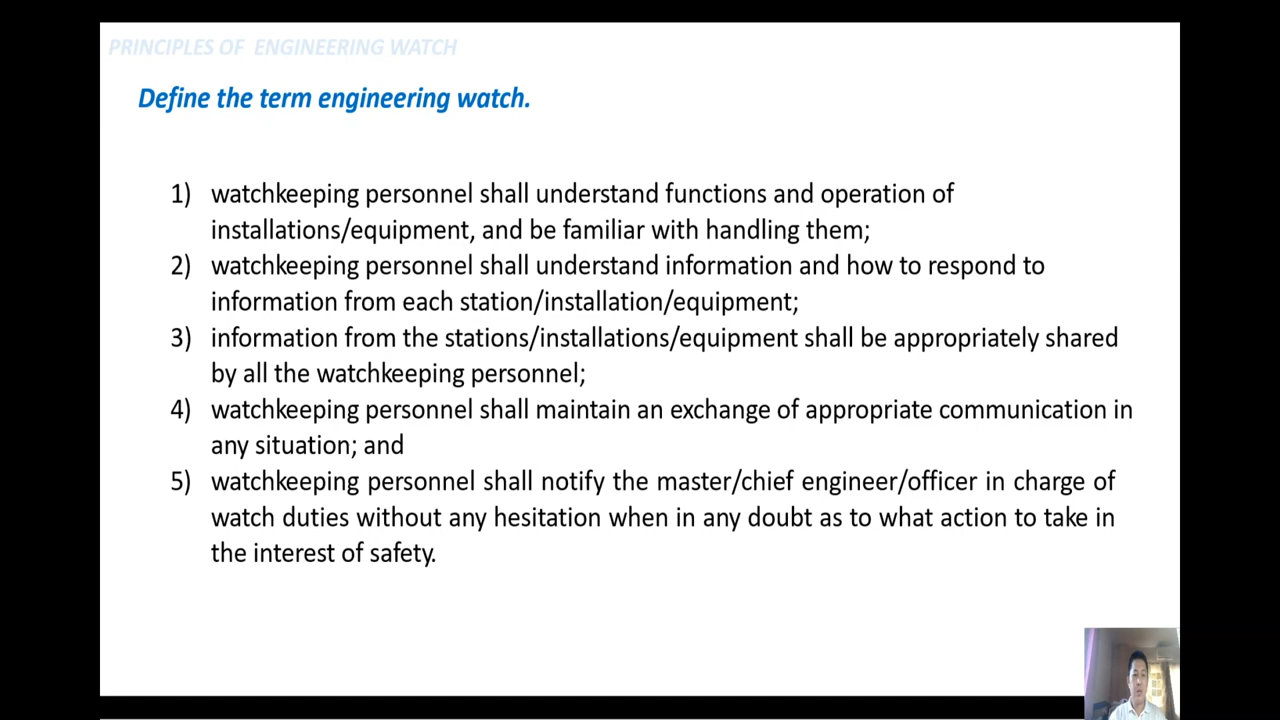 PRINCIPLES OF ENGINEERING WATCH
Define the term engineering watch.
1) watchkeeping personnel shall understand functions and operation of
installations/equipment, and be familiar with handling them;
2) watchkeeping personnel shall understand information and how to respond to
information from each station/installation/equipment;
3) information from the stations/installations/equipment shall be appropriately shared
by all the watchkeeping personnel;
4) watchkeeping personnel shall maintain an exchange of appropriate communication in
any situation; and
5) watchkeeping personnel shall notify the master/chief engineer/officer in charge of
watch duties without any hesitation when in any doubt as to what action to take in
the interest of safety.